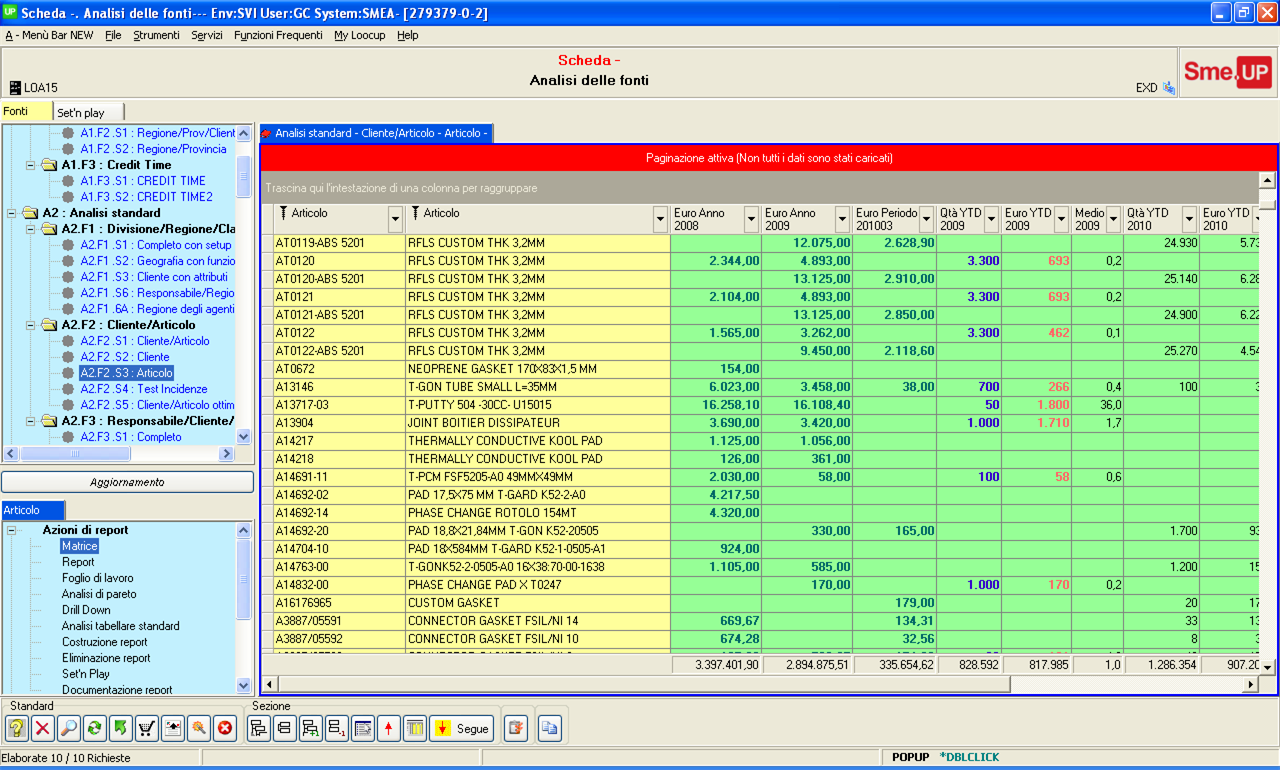 UP Scheda -. Analisi delle fonti--- Env:SVI User:GC System:SMEA- [279379-0-2]
A - Menù Bar NEW File Strumenti Servizi Funzioni Frequenti My Loocup Help
Scheda -
Analisi delle fonti
LOA15
EXD
Sme.UP
Fonti Set'n play
A1.F2 .S1 : Regione/Prov/Client
A1.F2 .S2 : Regione/Provincia
A1.F3 : Credit Time
A1.F3 .S1 : CREDIT TIME
A1.F3 .S2 : CREDIT TIME2
A2 : Analisi standard
A2.F1 : Divisione/Regione/Cla
A2.F1 .S1 : Completo con setup
A2.F1 .S2 : Geografia con funzio
A2.F1 .S3 : Cliente con attributi
A2.F1 .S6 : Responsabile/Regio
A2.F1 .6A : Regione degli agenti
A2.F2 : Cliente/Articolo
A2.F2 .S1 : Cliente/Articolo
A2.F2 .S2 : Cliente
A2.F2 .S3 : Articolo
A2.F2 .S4 : Test Incidenze
A2.F2 .S5 : Cliente/Articolo ottim
A2.F3 : Responsabile/Cliente/
A2.F3 .S1 : Completo
Aggiornamento
Articolo
Azioni di report
Matrice
Report
Foglio di lavoro
Analisi di pareto
Drill Down
Analisi tabellare standard
Costruzione report
Eliminazione report
Set'n Play
Documentazione report
Analisi standard - Cliente/Articolo - Articolo -
Paginazione attiva (Non tutti i dati sono stati caricati)
Trascina qui l'intestazione di una colonna per raggruppare
Articolo Articolo Euro Anno 2008 Euro Anno 2009 Euro Periodo 201003 Qtà YTD 2009 Euro YTD 2009 Medio 2009 Qtà YTD 2010 Euro YTD 2010
AT0119-ABS 5201 RFLS CUSTOM THK 3,2MM 12.075,00 2.628,90 24.930 5.73
AT0120 RFLS CUSTOM THK 3,2MM 2.344,00 4.893,00 3.300 693 0,2
AT0120-ABS 5201 RFLS CUSTOM THK 3,2MM 13.125,00 2.910,00 25.140 6.28
AT0121 RFLS CUSTOM THK 3,2MM 2.104,00 4.893,00 3.300 693 0,2
AT0121-ABS 5201 RFLS CUSTOM THK 3,2MM 13.125,00 2.850,00 24.900 6.22
AT0122 RFLS CUSTOM THK 3,2MM 1.565,00 3.262,00 3.300 462 0,1
AT0122-ABS 5201 RFLS CUSTOM THK 3,2MM 9.450,00 2.118,60 25.270 4.54
AT0672 NEOPRENE GASKET 170X83X1,5 MM 154,00
A13146 T-GON TUBE SMALL L=35MM 6.023,00 3.458,00 38,00 700 266 0,4 100 3
A13717-03 T-PUTTY 504 -30CC- U15015 16.258,10 16.108,40 50 1.800 36,0
A13904 JOINT BOITIER DISSIPATEUR 3.690,00 3.420,00 1.000 1.710 1,7
A14217 THERMALLY CONDUCTIVE KOOL PAD 1.125,00 1.056,00
A14218 THERMALLY CONDUCTIVE KOOL PAD 126,00 361,00
A14691-11 T-PCM FSF5205-A0 49MMX49MM 2.030,00 58,00 100 58 0,6
A14692-02 PAD 17,5X75 MM T-GARD K52-2-A0 4.217,50
A14692-14 PHASE CHANGE ROTOLO 154MT 4.320,00
A14692-20 PAD 18,8X21,84MM T-GON K52-20505 330,00 165,00 1.700 93
A14704-10 PAD 18X584MM T-GARD K52-1-0505-A1 924,00
A14763-00 T-GONK52-2-0505-A0 16X38:70-00-1638 1.105,00 585,00 1.200 15
A14832-00 PHASE CHANGE PAD X T0247 170,00 1.000 170 0,2
A16176965 CUSTOM GASKET 179,00 20 17
A3887/05591 CONNECTOR GASKET FSIL/NI 14 669,67 134,31 33 13
A3887/05592 CONNECTOR GASKET FSIL/NI 10 674,28 32,56 8 3
3.397.401,90 2.894.875,51 335.654,62 828.592 817.985 1,0 1.286.354 907.20
Standard Sezione
Segue
Elaborate 10 / 10 Richieste POPUP *DBLCLICK